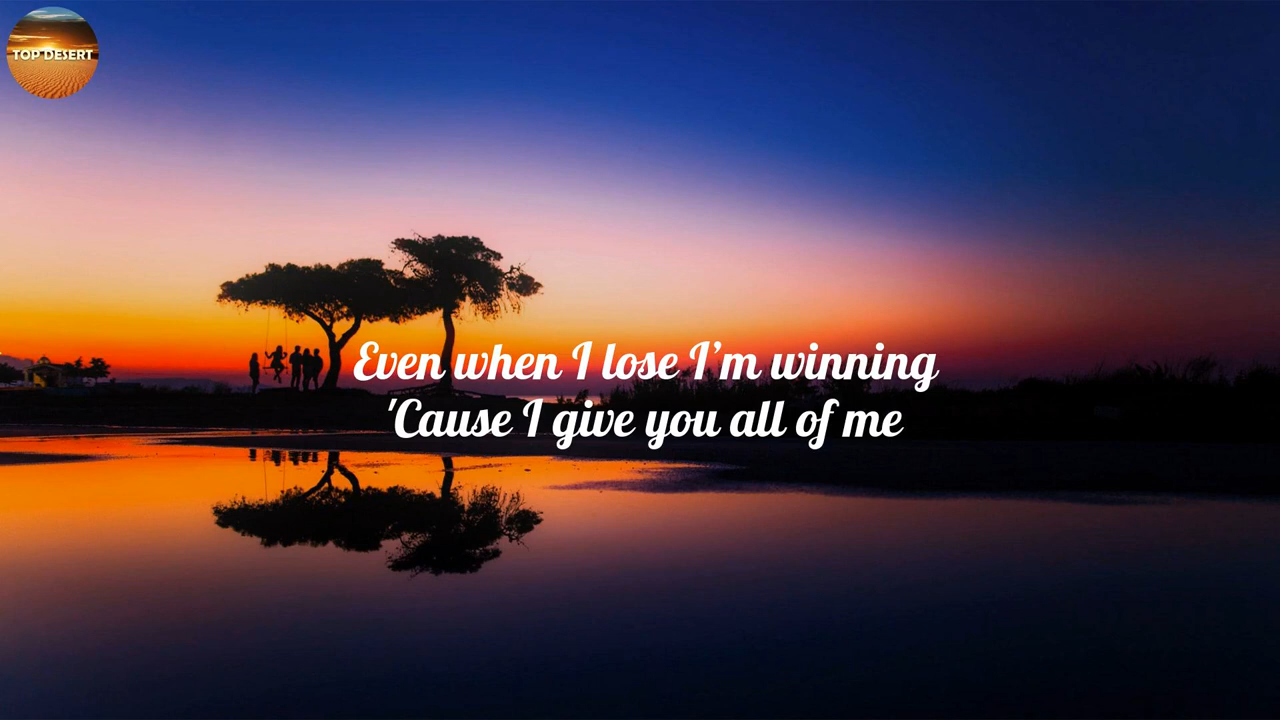 TOP DESERT
Even when I lose I'm winning
'Cause I give you all of me